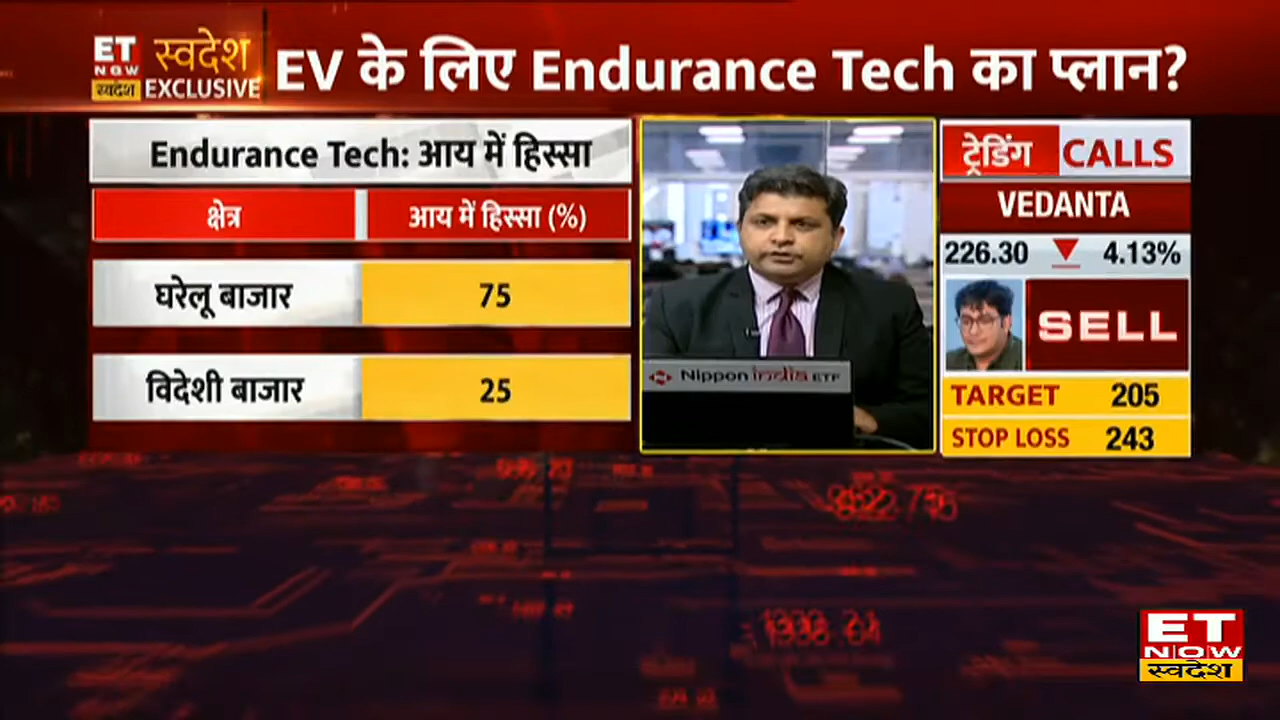 ET NOW स्वदेश
स्वदेश EXCLUSIVE
EV के लिए Endurance Tech का प्लान?
Endurance Tech: आय में हिस्सा
क्षेत्र आय में हिस्सा (%)
घरेलू बाजार 75
विदेशी बाजार 25
Nippon india ETF
ट्रेडिंग CALLS
VEDANTA
226.30 4.13%
SELL
TARGET 205
STOP LOSS 243
ET
NOW
स्वदेश